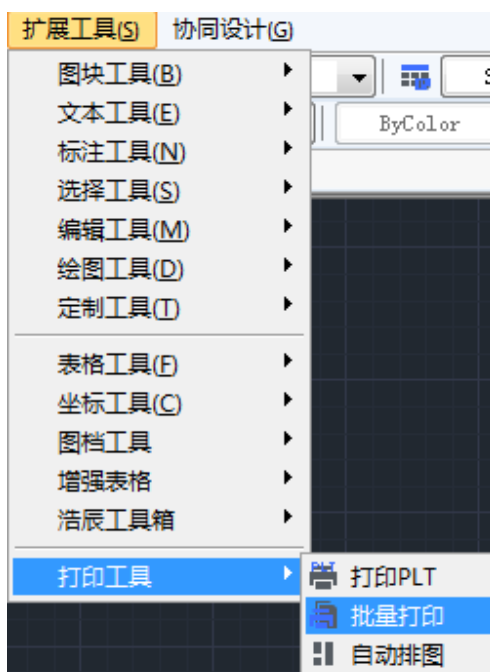 扩展工具(S) 协同设计(G)
图块工具(B)
文本工具(E)
ByColor
标注工具(N)
选择工具(S)
编辑工具(M)
绘图工具(D)
定制工具(T)
表格工具(F)
坐标工具(C)
图档工具
增强表格
浩辰工具箱
打印工具
PLT 打印PLT
批量打印
自动排图